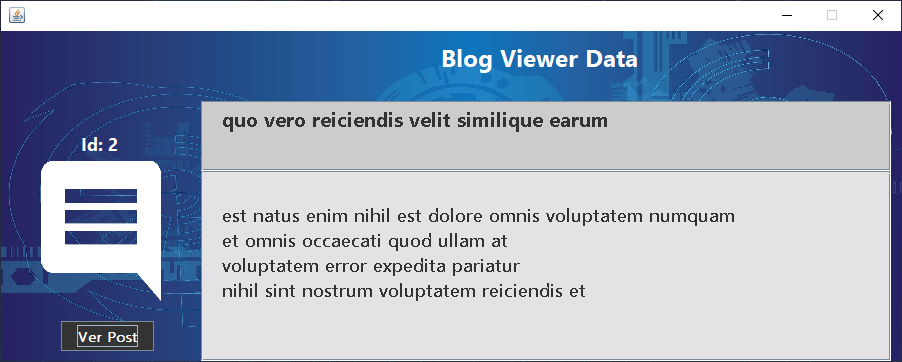 Blog Viewer Data
Id: 2
quo vero reiciendis velit similique earum
est natus enim nihil est dolore omnis voluptatem numquam
et omnis occaecati quod ullam at
voluptatem error expedita pariatur
nihil sint nostrum voluptatem reiciendis et
Ver Post